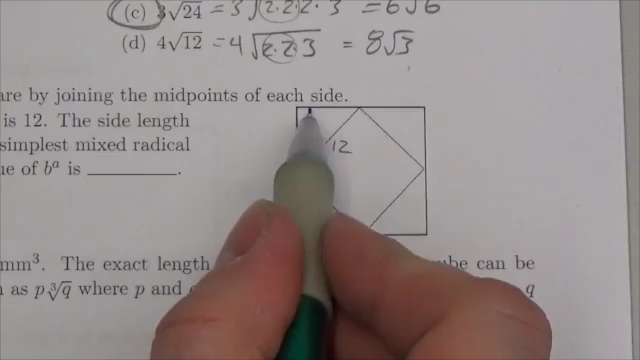 (c) 3√24 = 3√2·2·2·3 = 6√6
(d) 4√12 = 4√2·2·3 = 8√3
are by joining the midpoints of each side.
is 12. The side length
simplest mixed radical
ne of bᵃ is ________.
12
mm³. The exact length be can be
as p∛q where p and q